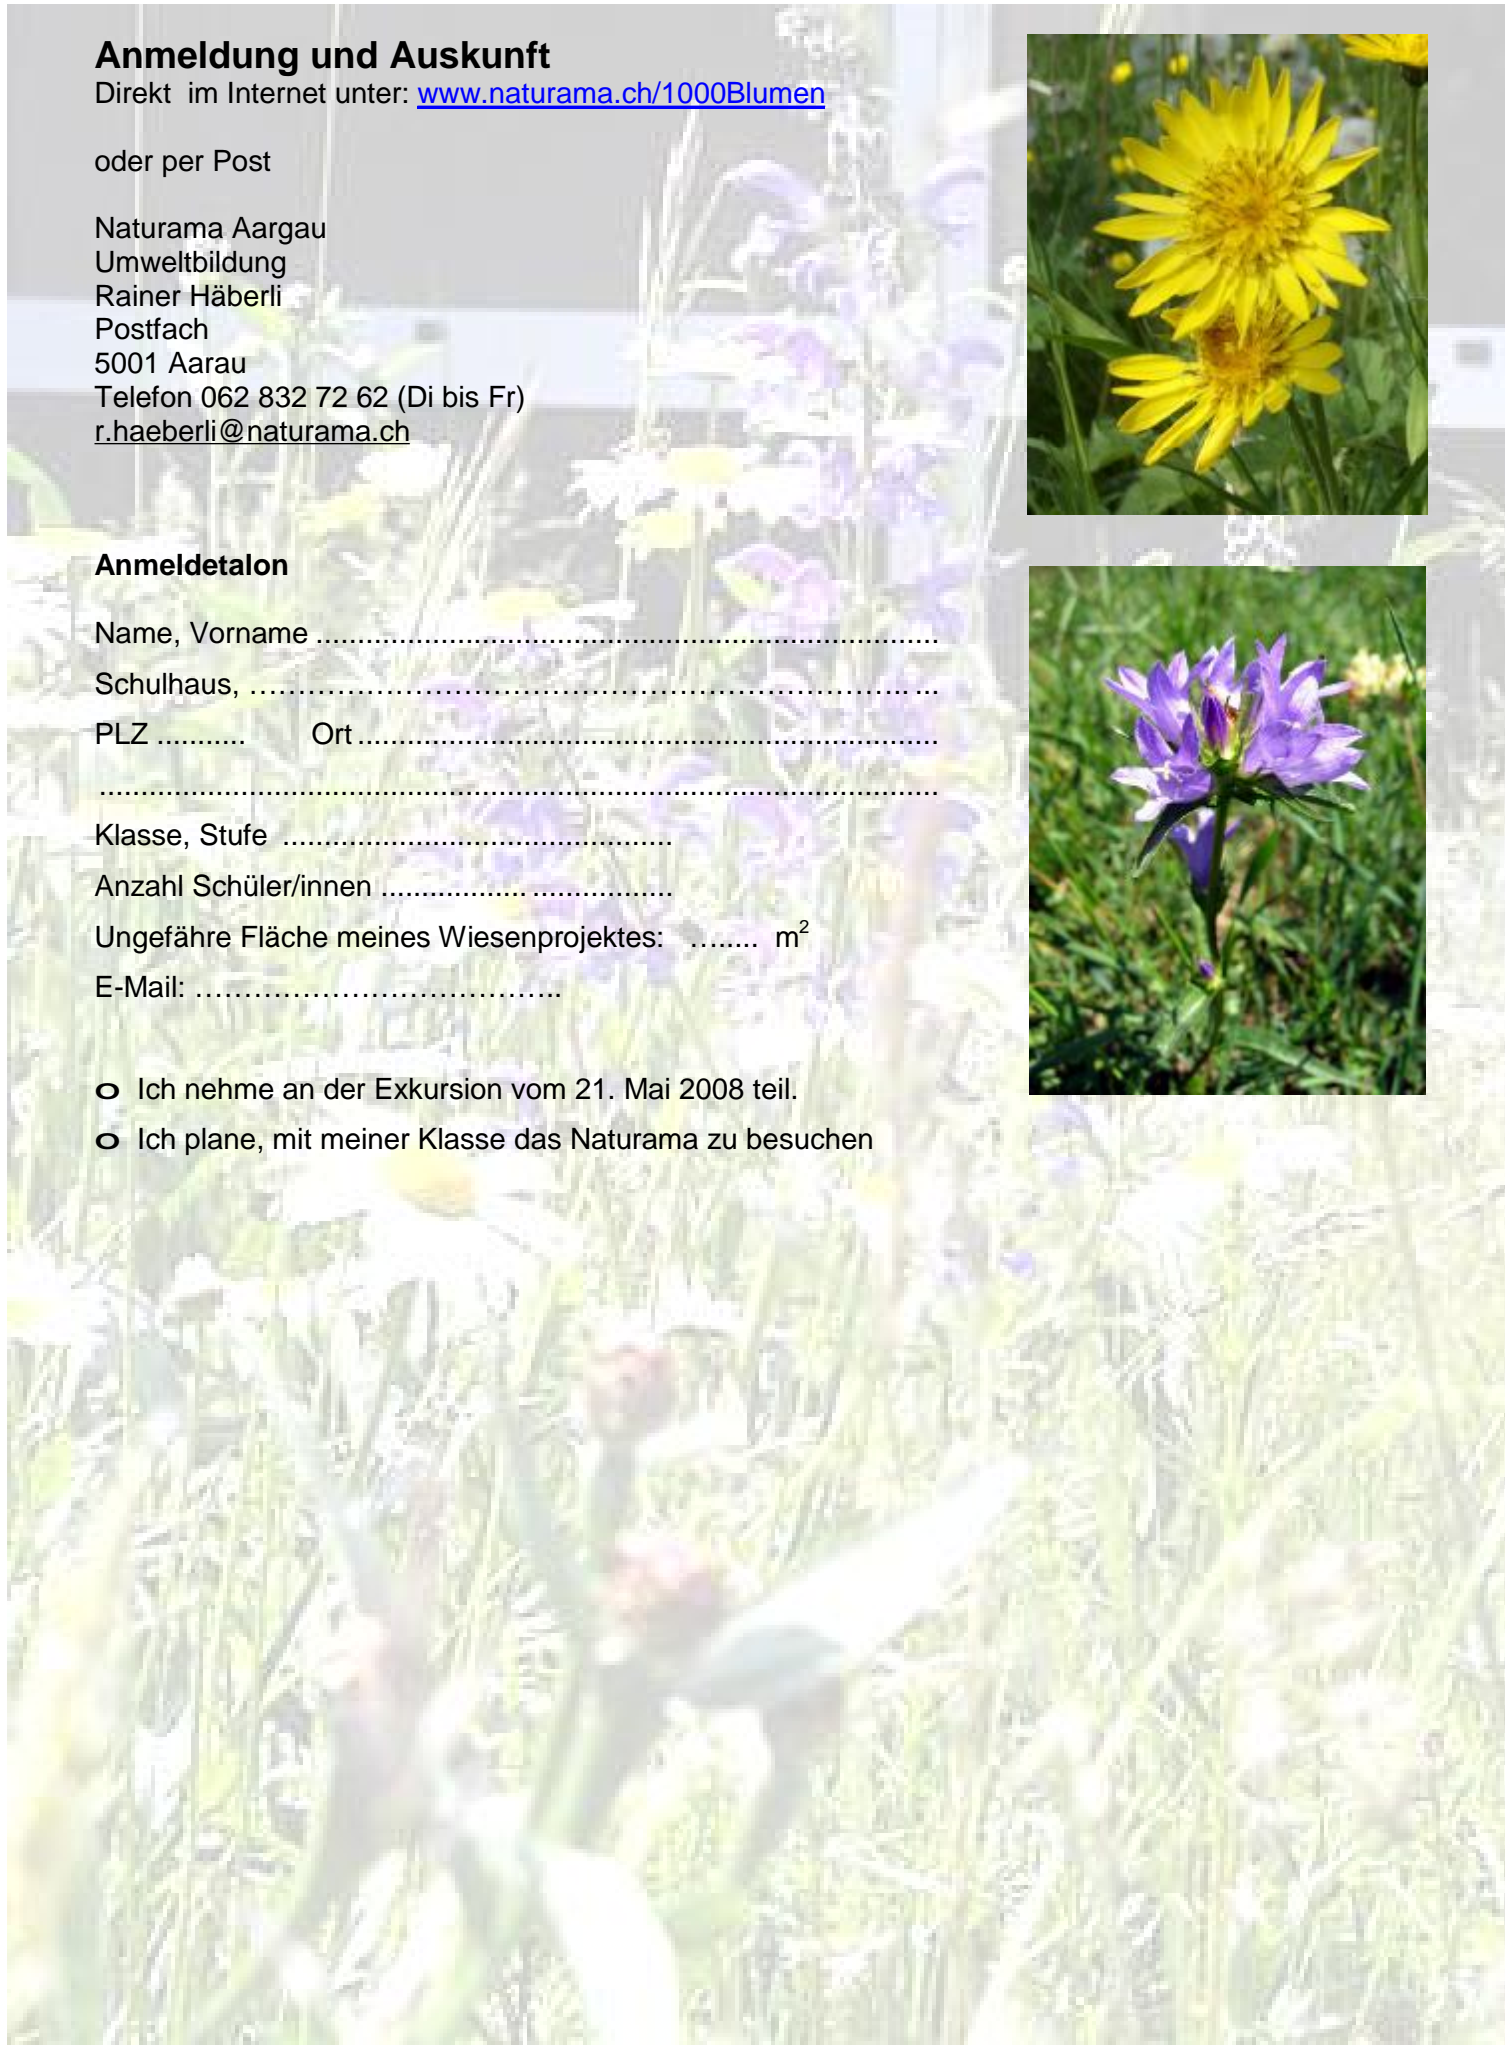 Anmeldung und Auskunft
Direkt im Internet unter: www.naturama.ch/1000Blumen
oder per Post
Naturama Aargau
Umweltbildung
Rainer Häberli
Postfach
5001 Aarau
Telefon 062 832 72 62 (Di bis Fr)
r.haeberli@naturama.ch
Anmeldetalon
Name, Vorname ...........................................................................
Schulhaus, ……………………………………………………………….. ...
PLZ ........... Ort ......................................................................
.....................................................................................................
Klasse, Stufe ...............................................
Anzahl Schüler/innen .................. .................
Ungefähre Fläche meines Wiesenprojektes: …..... m²
E-Mail: ………………………………..
o Ich nehme an der Exkursion vom 21. Mai 2008 teil.
o Ich plane, mit meiner Klasse das Naturama zu besuchen